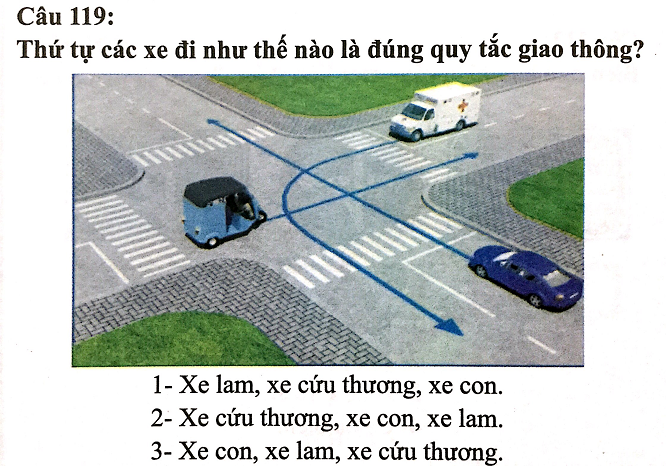 Câu 119:
Thứ tự các xe đi như thế nào là đúng quy tắc giao thông?
1- Xe lam, xe cứu thương, xe con.
2- Xe cứu thương, xe con, xe lam.
3- Xe con, xe lam, xe cứu thương.